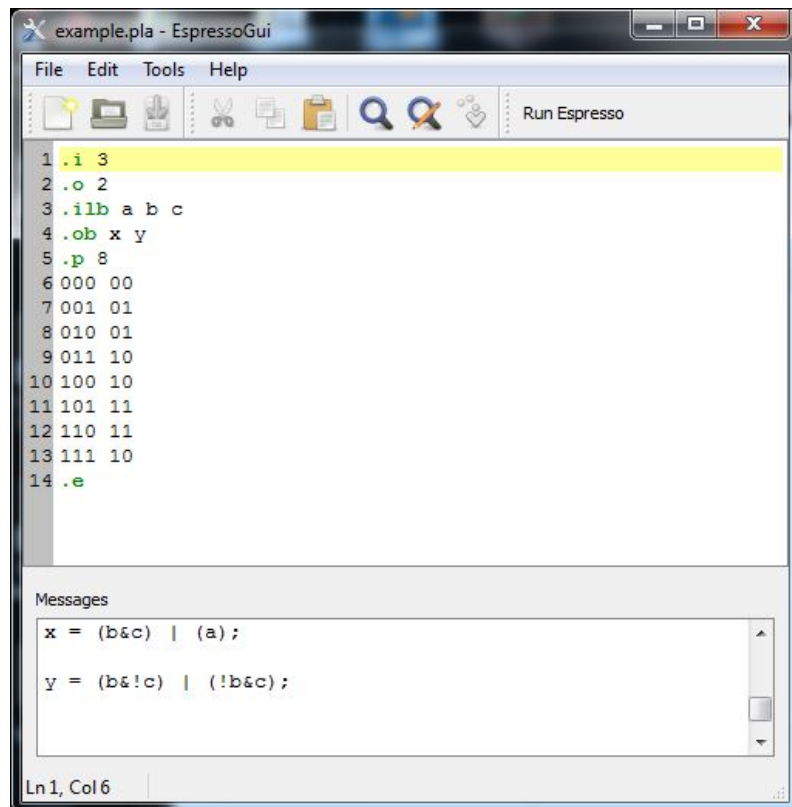 example.pla - EspressoGui
File Edit Tools Help
Run Espresso
1 .i 3
2 .o 2
3 .ilb a b c
4 .ob x y
5 .p 8
6 000 00
7 001 01
8 010 01
9 011 10
10 100 10
11 101 11
12 110 11
13 111 10
14 .e
Messages
x = (b&c) | (a);
y = (b&!c) | (!b&c);
Ln 1, Col 6